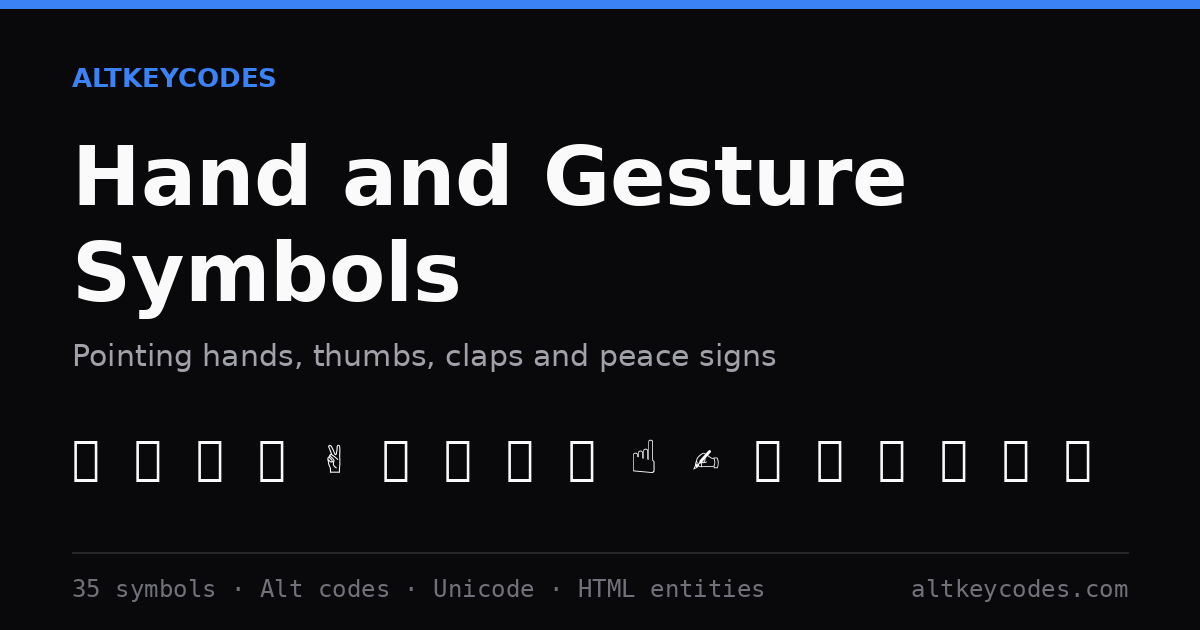 ALTKEYCODES
Hand and Gesture
Symbols
Pointing hands, thumbs, claps and peace signs
▯ ▯ ▯ ▯ ✌ ▯ ▯ ▯ ▯ ☝ ✍ ▯ ▯ ▯ ▯ ▯ ▯
35 symbols · Alt codes · Unicode · HTML entities
altkeycodes.com